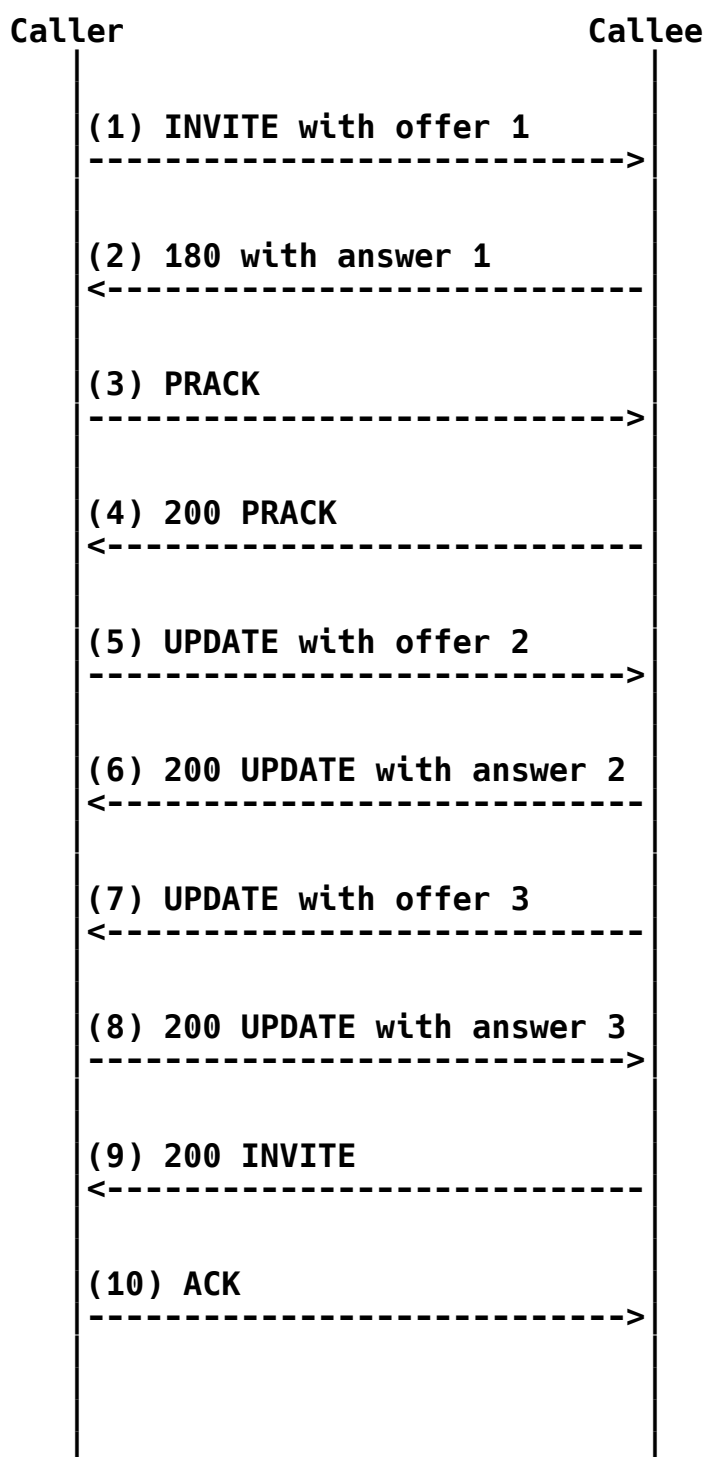 Caller Callee
(1) INVITE with offer 1
(2) 180 with answer 1
(3) PRACK
(4) 200 PRACK
(5) UPDATE with offer 2
(6) 200 UPDATE with answer 2
(7) UPDATE with offer 3
(8) 200 UPDATE with answer 3
(9) 200 INVITE
(10) ACK